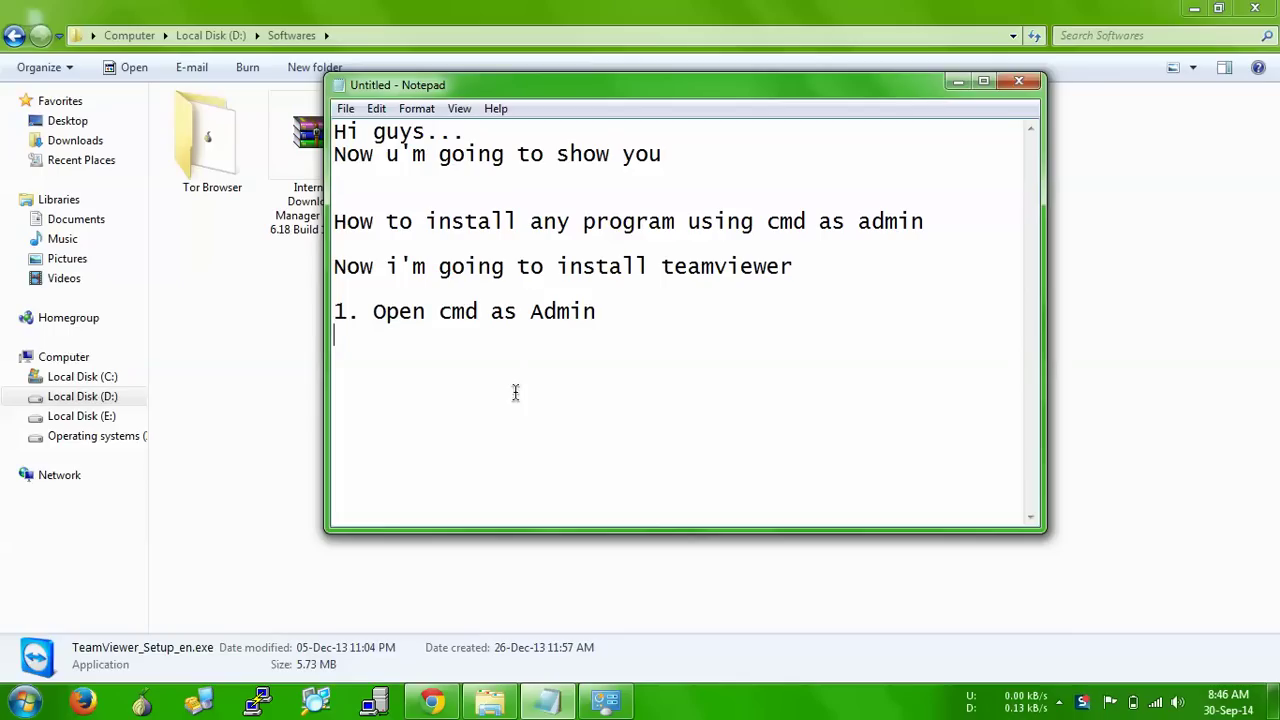 Computer
Local Disk (D:)
Softwares
Search Softwares
Organize
Open
E-mail
Burn
New folder
Favorites
Desktop
Downloads
Recent Places
Libraries
Documents
Music
Pictures
Videos
Homegroup
Computer
Local Disk (C:)
Local Disk (D:)
Local Disk (E:)
Operating systems (
Network
Tor Browser
Intern
Downlo
Manager
6.18 Build
Untitled - Notepad
File Edit Format View Help
Hi guys...
Now u'm going to show you
How to install any program using cmd as admin
Now i'm going to install teamviewer
1. Open cmd as Admin
TeamViewer_Setup_en.exe Date modified: 05-Dec-13 11:04 PM Date created: 26-Dec-13 11:57 AM
Application Size: 5.73 MB
U: 0.00 kB/s
D: 0.13 kB/s
8:46 AM
30-Sep-14